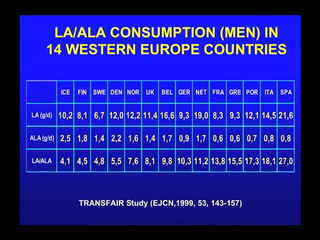 LA/ALA CONSUMPTION (MEN) IN
14 WESTERN EUROPE COUNTRIES
ICE FIN SWE DEN NOR UK BEL GER NET FRA GRE POR ITA SPA
LA (g/d) 10,2 8,1 6,7 12,0 12,2 11,4 16,6 9,3 19,0 8,3 9,3 12,1 14,5 21,6
ALA (g/d) 2,5 1,8 1,4 2,2 1,6 1,4 1,7 0,9 1,7 0,6 0,6 0,7 0,8 0,8
LA/ALA 4,1 4,5 4,8 5,5 7,6 8,1 9,8 10,3 11,2 13,8 15,5 17,3 18,1 27,0
TRANSFAIR Study (EJCN,1999, 53, 143-157)